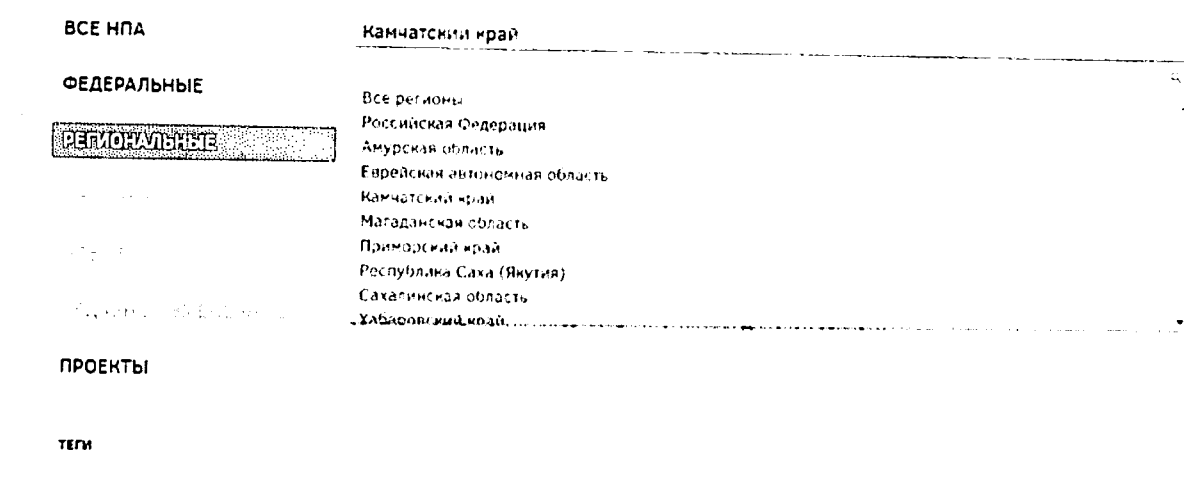 ВСЕ НПА
ФЕДЕРАЛЬНЫЕ
РЕГИОНАЛЬНЫЕ
ПРОЕКТЫ
ТЕГИ
Камчатский край
Все регионы
Российская Федерация
Амурская область
Еврейская автономная область
Камчатский край
Магаданская область
Приморский край
Республика Саха (Якутия)
Сахалинская область
Хабаровский край